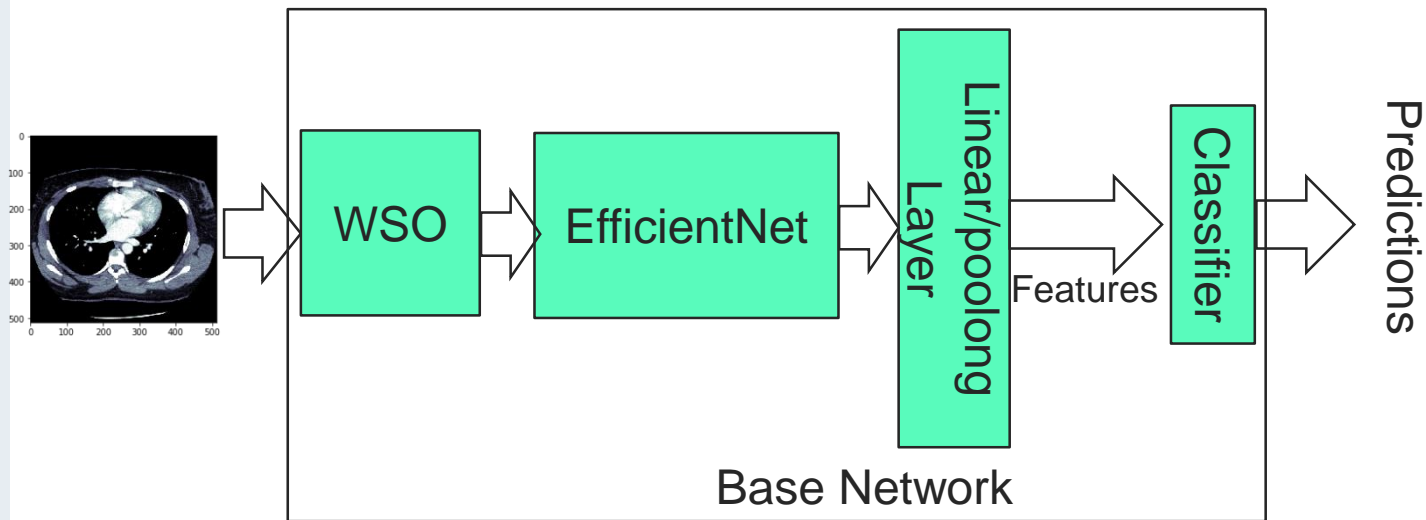 0
100
200
300
400
500
0 100 200 300 400 500
WSO
EfficientNet
Linear/poolong
Layer
Features
Classifier
Predictions
Base Network